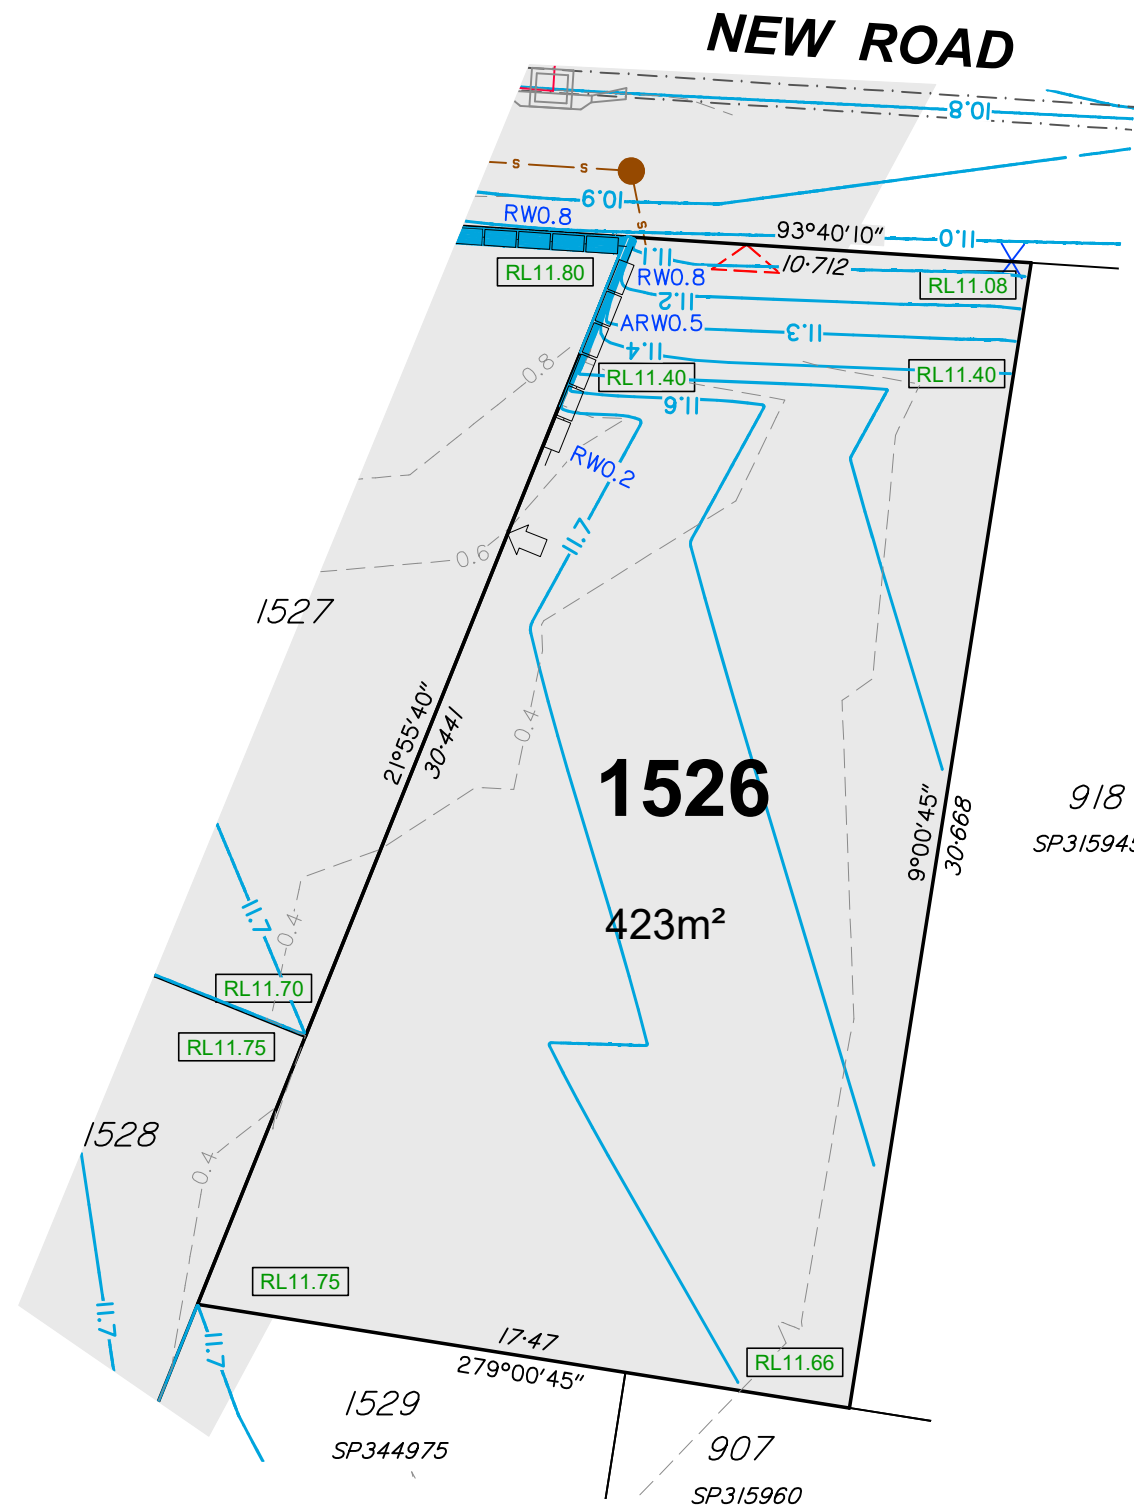 NEW ROAD
10.8
s
s
10.9
s
RW0.8
93°40'10"
11.0
11.1
10·712
RL11.80
RW0.8
RL11.08
11.2
ARW0.5
11.3
11.4
0.8
RL11.40
RL11.40
11.6
RW0.2
11.7
0.6
1527
21°55'40"
30·441
0.4
1526
918
SP315945
9°00'45"
30·668
423m²
11.7
0.4
RL11.70
RL11.75
1528
0.4
RL11.75
11.7
11.7
17·47
279°00'45"
RL11.66
1529
SP344975
907
SP315960